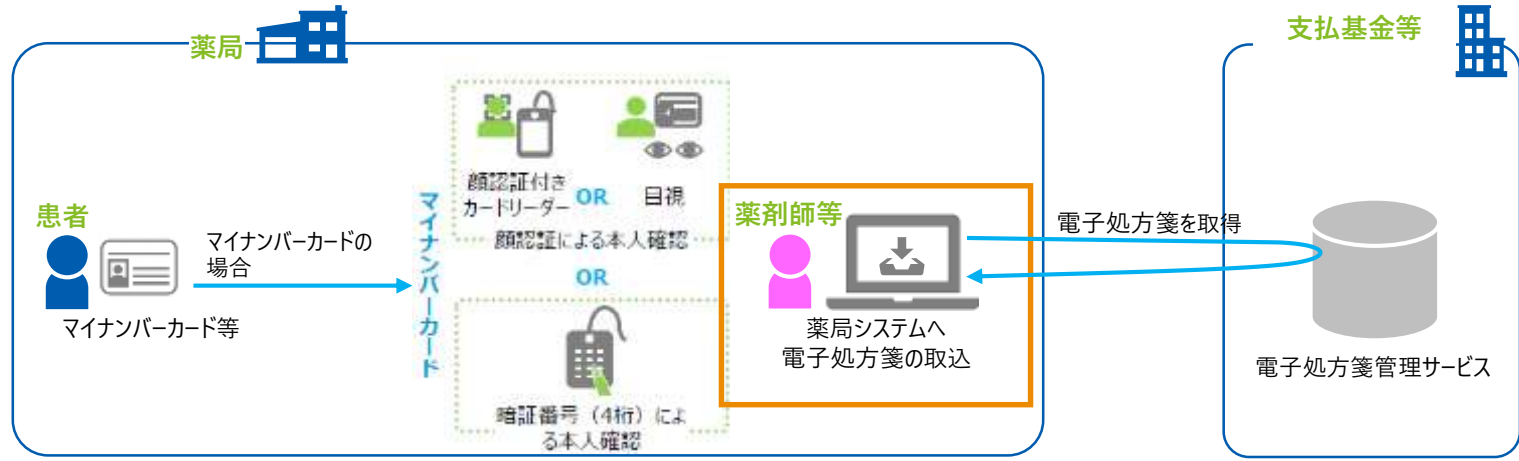 薬局
支払基金等
患者
マイナンバーカード等
マイナンバーカードの
場合
マイナンバーカード
顔認証付き
カードリーダー
OR
目視
顔認証による本人確認
OR
暗証番号（4桁）によ
る本人確認
薬剤師等
薬局システムへ
電子処方箋の取込
電子処方箋を取得
電子処方箋管理サービス